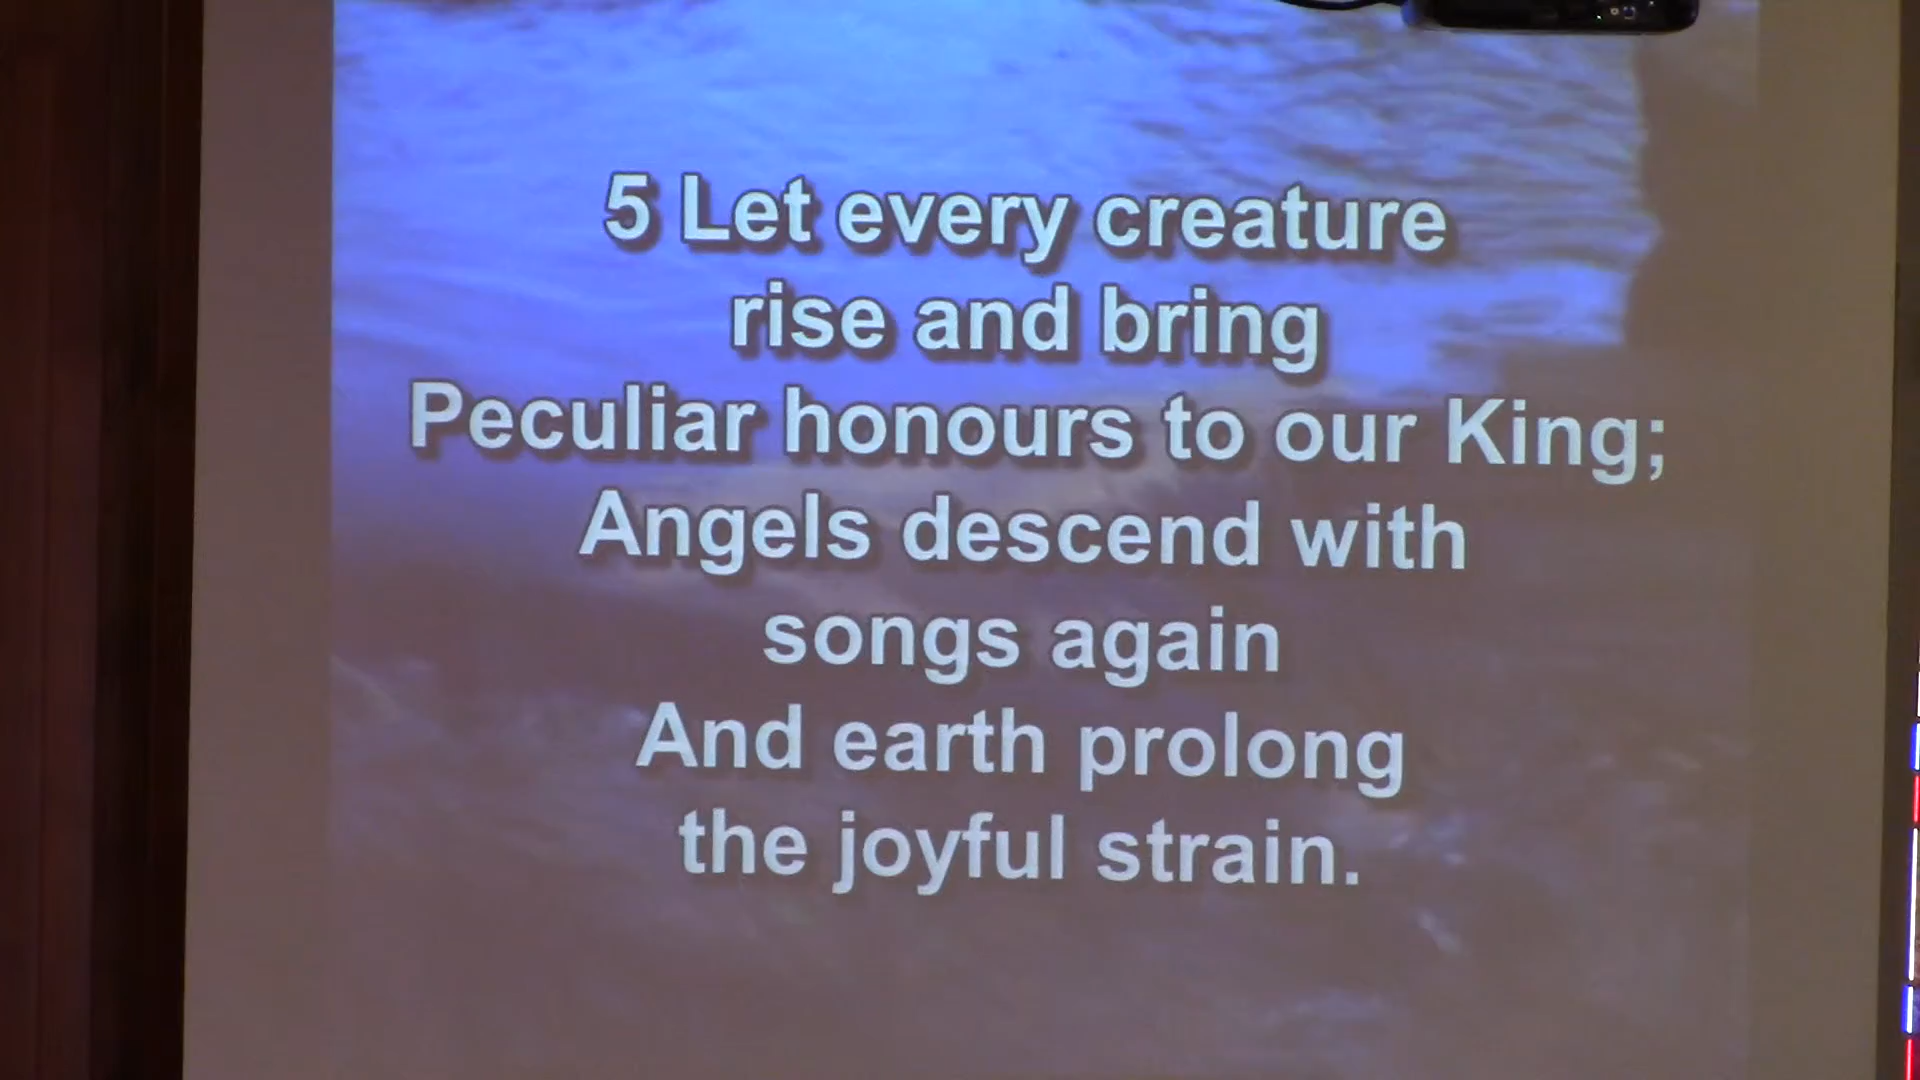 5 Let every creature
rise and bring
Peculiar honours to our King;
Angels descend with
songs again
And earth prolong
the joyful strain.